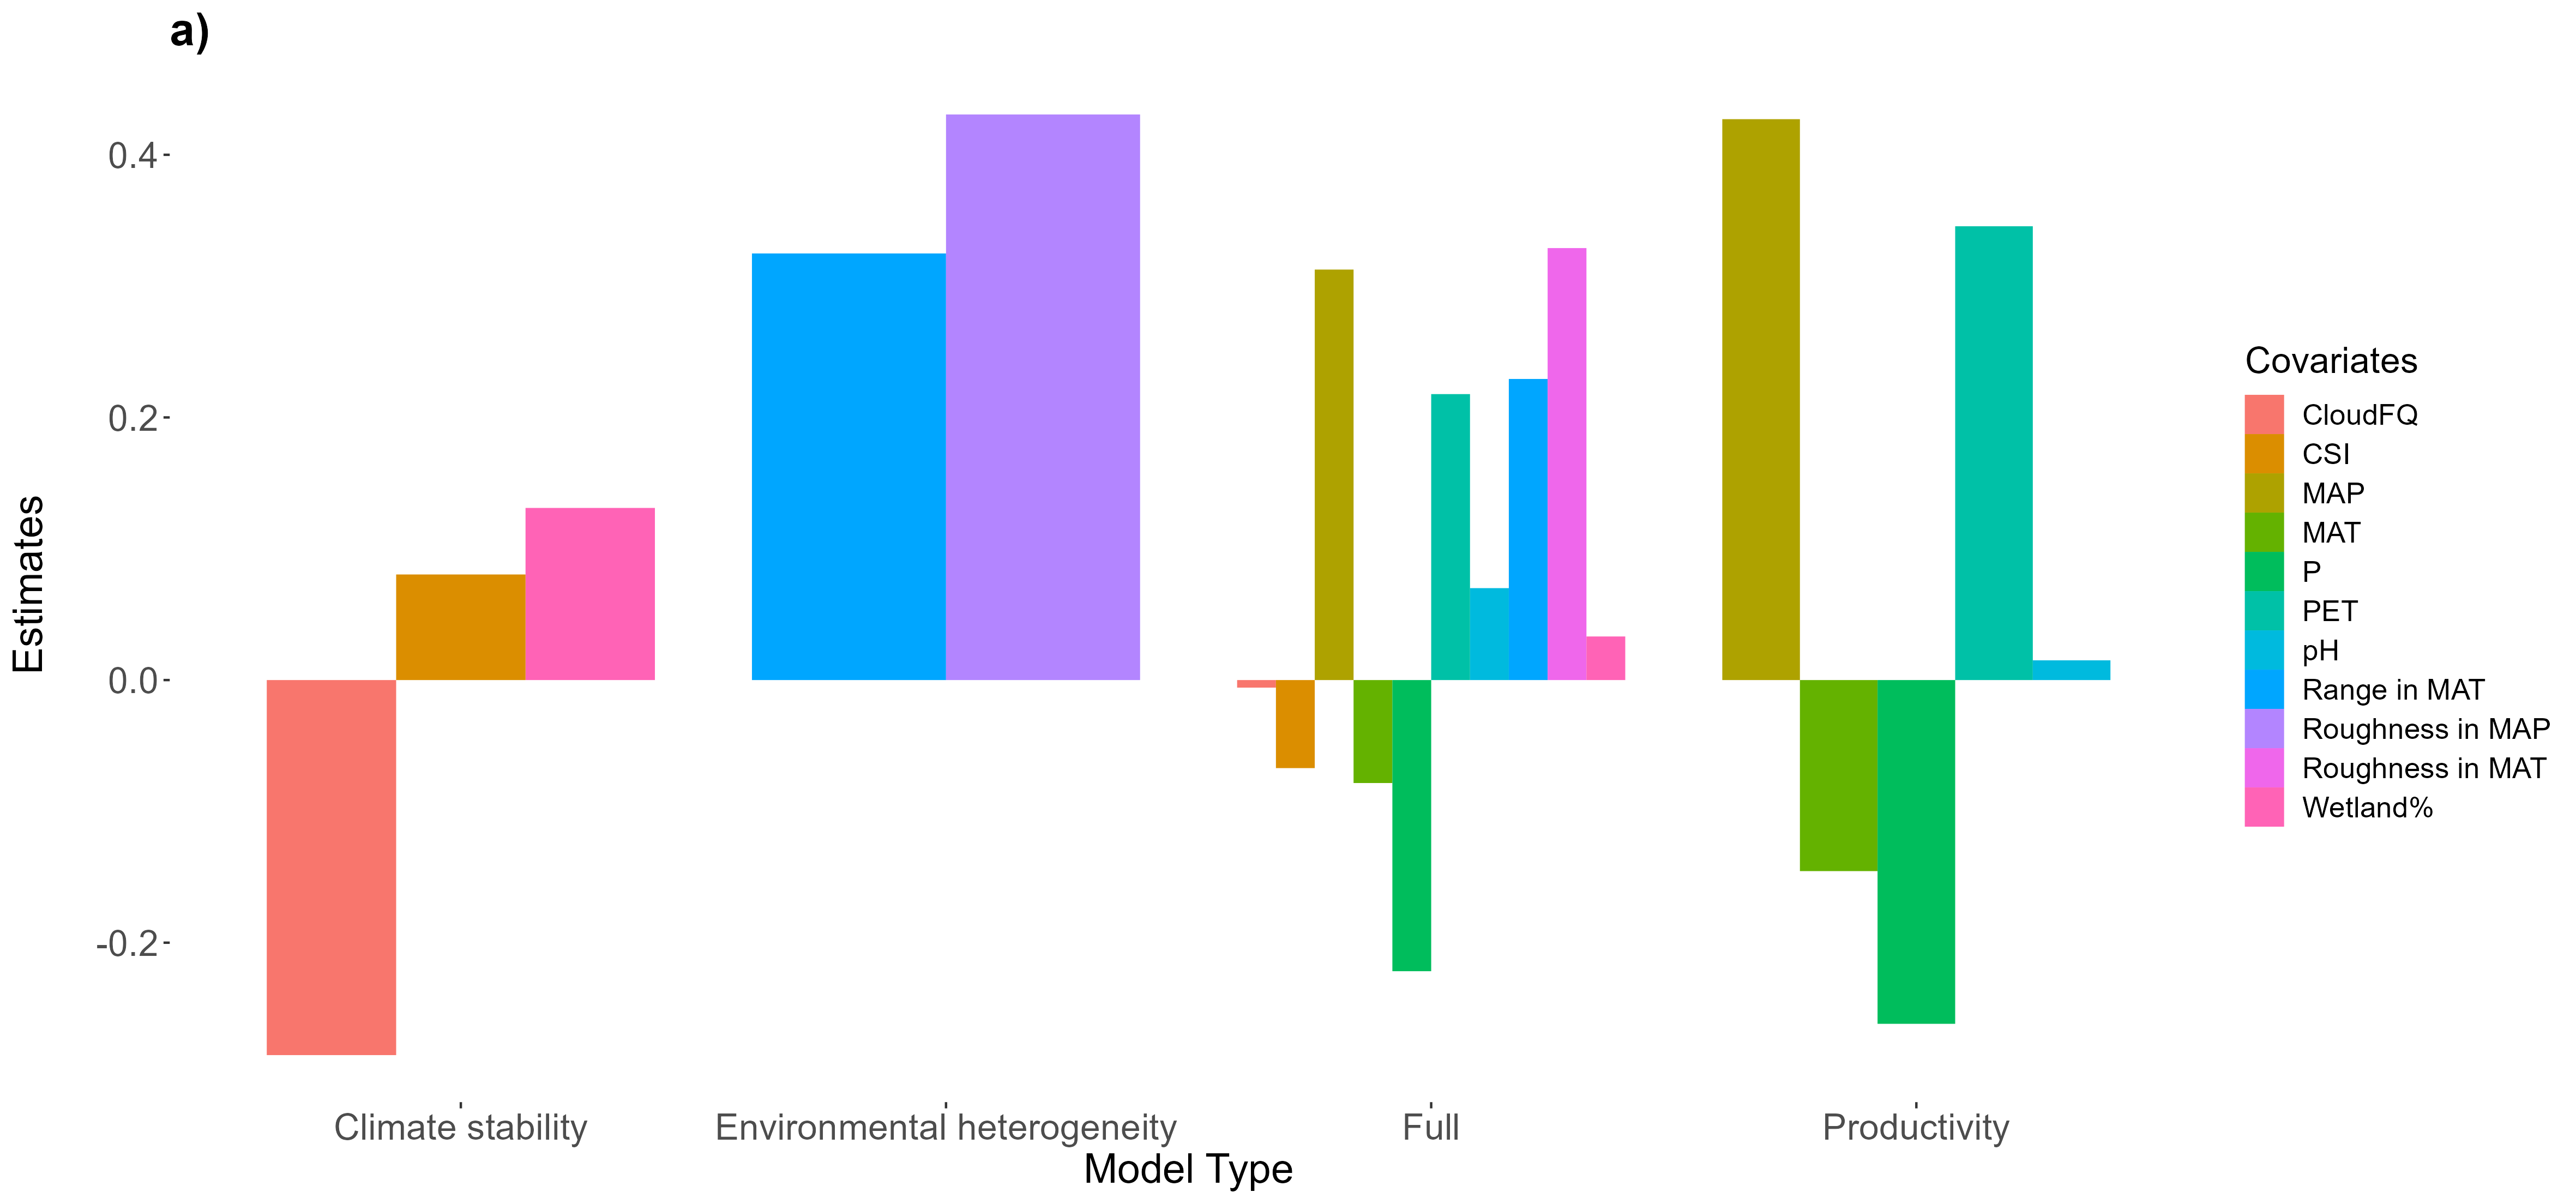 a)
Estimates
0.4
0.2
0.0
-0.2
Climate stability
Environmental heterogeneity
Full
Productivity
Model Type
Covariates
CloudFQ
CSI
MAP
MAT
P
PET
pH
Range in MAT
Roughness in MAP
Roughness in MAT
Wetland%